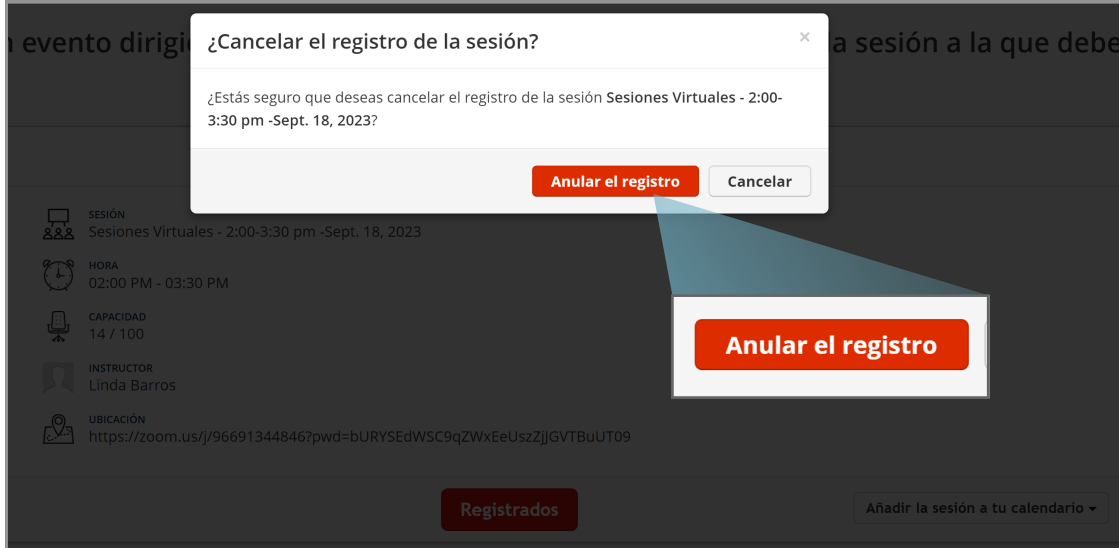 n evento dirigi
a sesión a la que debe
¿Cancelar el registro de la sesión?
×
¿Estás seguro que deseas cancelar el registro de la sesión Sesiones Virtuales - 2:00-
3:30 pm -Sept. 18, 2023?
Anular el registro
Cancelar
SESIÓN
Sesiones Virtuales - 2:00-3:30 pm -Sept. 18, 2023
HORA
02:00 PM - 03:30 PM
CAPACIDAD
14 / 100
INSTRUCTOR
Linda Barros
UBICACIÓN
https://zoom.us/j/96691344846?pwd=bURYSEdWSC9qZWxEeUszZjJGVTBuUT09
Anular el registro
Registrados
Añadir la sesión a tu calendario